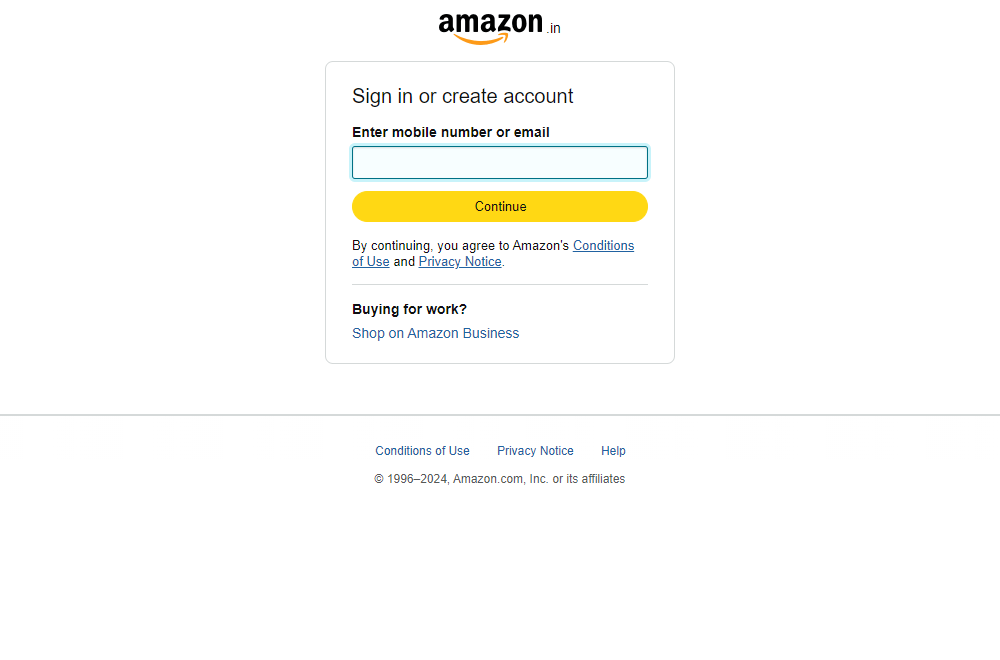 amazon.in
Sign in or create account
Enter mobile number or email
Continue
By continuing, you agree to Amazon's Conditions
of Use and Privacy Notice.
Buying for work?
Shop on Amazon Business
Conditions of Use Privacy Notice Help
© 1996–2024, Amazon.com, Inc. or its affiliates